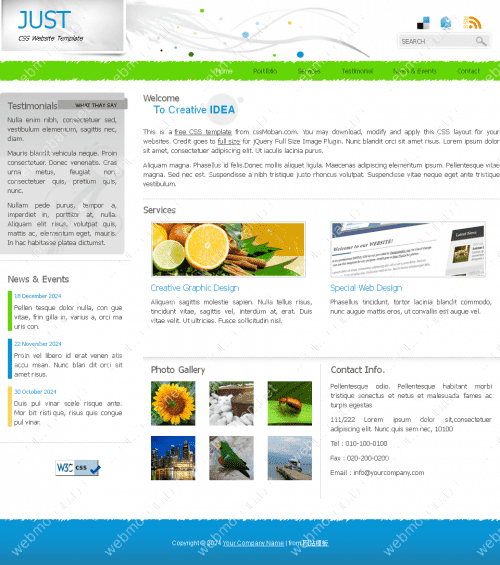 JUST
CSS Website Template
SEARCH
Home Portfolio Services Testimonial News & Events Contact
Testimonials WHAT THAY SAY
Nulla enim nibh, consectetuer sed,
vestibulum elementum, sagittis nec,
diam.
Mauris blandit vehicula neque. Proin
consectetuer. Donec venenatis. Cras
urna metus, feugiat non,
consectetuer quis, pretium quis,
nunc.
Nullam pede purus, tempor a,
imperdiet in, porttitor at, nulla.
Aliquam elit risus, volutpat quis,
mattis ac, elementum eget, mauris.
In hac habitasse platea dictumst.
News & Events
18 December 2024
Pellen tesque dolor nulla, con gue
vitae, frin gilla in, varius a, orci ma
uris con.
22 November 2024
Proin vel libero id erat venen atis
accu msan. Nunc blan dit orci sit
amet risus.
30 October 2024
Duis pul vinar scele risque ante.
Mor bit risti que, risus quis congue
pul vinar.
W3C css
Welcome
To Creative IDEA
This is a free CSS template from cssMoban.com. You may download, modify and apply this CSS layout for your
websites. Credit goes to full size for jQuery Full Size Image Plugin. Nunc blandit orci sit amet risus. Lorem ipsum dolor
sit amet, consectetuer adipiscing elit. Ut iaculis lacinia purus.
Aliquam magna. Phasellus id felis.Donec mollis aliquet ligula. Maecenas adipiscing elementum ipsum. Pellentesque vitae
magna. Sed nec est. Suspendisse a nibh tristique justo rhoncus volutpat. Suspendisse vitae neque eget ante tristique
vestibulum.
Services
Creative Graphic Design
Aliquam sagittis molestie sapien. Nulla tellus risus,
tincidunt vitae, sagittis vel, interdum at, erat. Duis
vitae velit. Ut ultricies. Fusce sollicitudin nisl.
Welcome to our WEBSITE!
Latest News
Special Web Design
Phasellus tincidunt, tortor lacinia blandit commodo,
nunc augue mattis eros, ut convallis est augue vel.
Photo Gallery
Contact Info.
Pellentesque odio. Pellentesque habitant morbi
tristique senectus et netus et malesuada fames ac
turpis egestas
111/222 Lorem ipsum dolor sit,consectetuer
adipiscing elit. Nunc quis sem nec, 10100
Tel : 010-100-0100
Fax : 020-200-0200
Email : info@yourcompany.com
Copyright © 2024 Your Company Name | from 网站模板